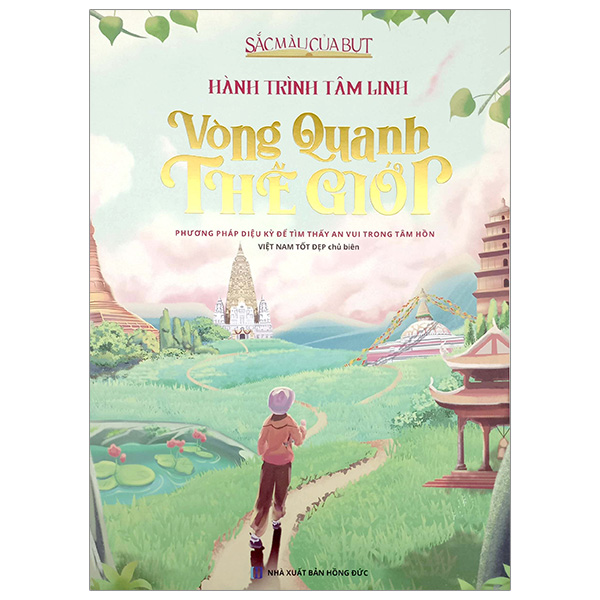 SẮC MÀU CỦA BỤT
HÀNH TRÌNH TÂM LINH
Vòng Quanh
THẾ GIỚI
PHƯƠNG PHÁP DIỆU KỲ ĐỂ TÌM THẤY AN VUI TRONG TÂM HỒN
VIỆT NAM TỐT ĐẸP chủ biên
NHÀ XUẤT BẢN HỒNG ĐỨC